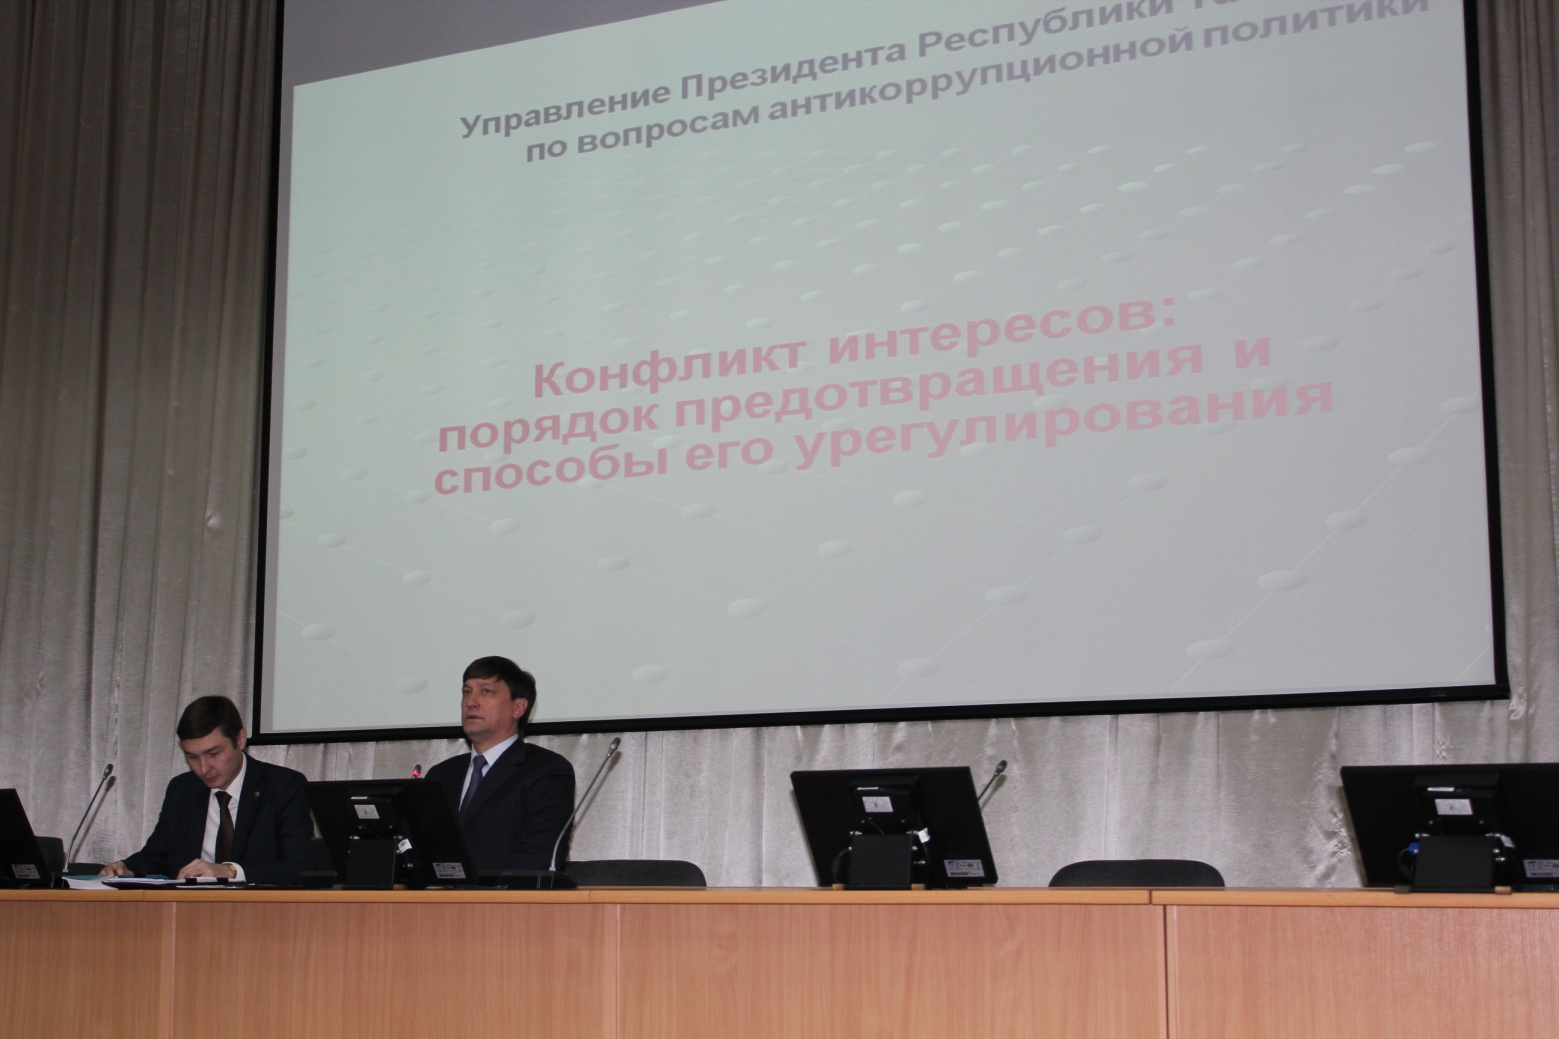 Управление Президента Республики
по вопросам антикоррупционной политики
Конфликт интересов:
порядок предотвращения и
способы его урегулирования